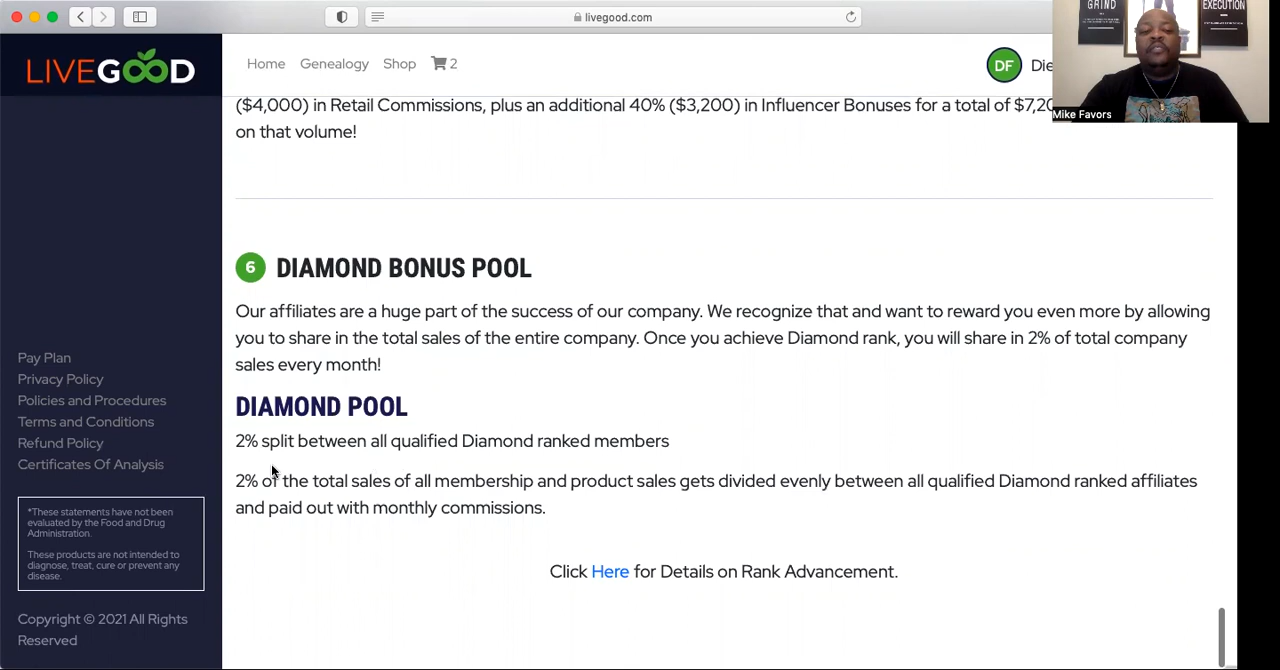 livegood.com
GRIND
EXECUTION
LIVEGOOD
Home Genealogy Shop 2
DF Die
Mike Favors
($4,000) in Retail Commissions, plus an additional 40% ($3,200) in Influencer Bonuses for a total of $7,20
on that volume!
6 DIAMOND BONUS POOL
Our affiliates are a huge part of the success of our company. We recognize that and want to reward you even more by allowing
you to share in the total sales of the entire company. Once you achieve Diamond rank, you will share in 2% of total company
sales every month!
DIAMOND POOL
2% split between all qualified Diamond ranked members
2% of the total sales of all membership and product sales gets divided evenly between all qualified Diamond ranked affiliates
and paid out with monthly commissions.
Click Here for Details on Rank Advancement.
Pay Plan
Privacy Policy
Policies and Procedures
Terms and Conditions
Refund Policy
Certificates Of Analysis
*These statements have not been
evaluated by the Food and Drug
Administration.
These products are not intended to
diagnose, treat, cure or prevent any
disease.
Copyright © 2021 All Rights
Reserved